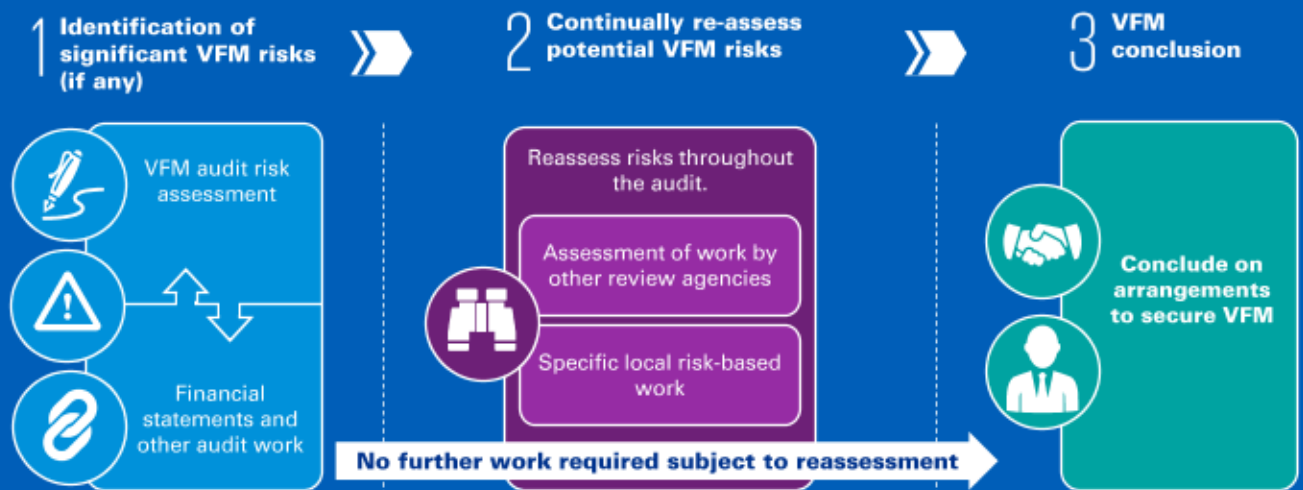 1 Identification of
significant VFM risks
(if any)
2 Continually re-assess
potential VFM risks
3 VFM
conclusion
VFM audit risk
assessment
Financial
statements and
other audit work
Reassess risks throughout
the audit.
Assessment of work by
other review agencies
Specific local risk-based
work
Conclude on
arrangements
to secure VFM
No further work required subject to reassessment